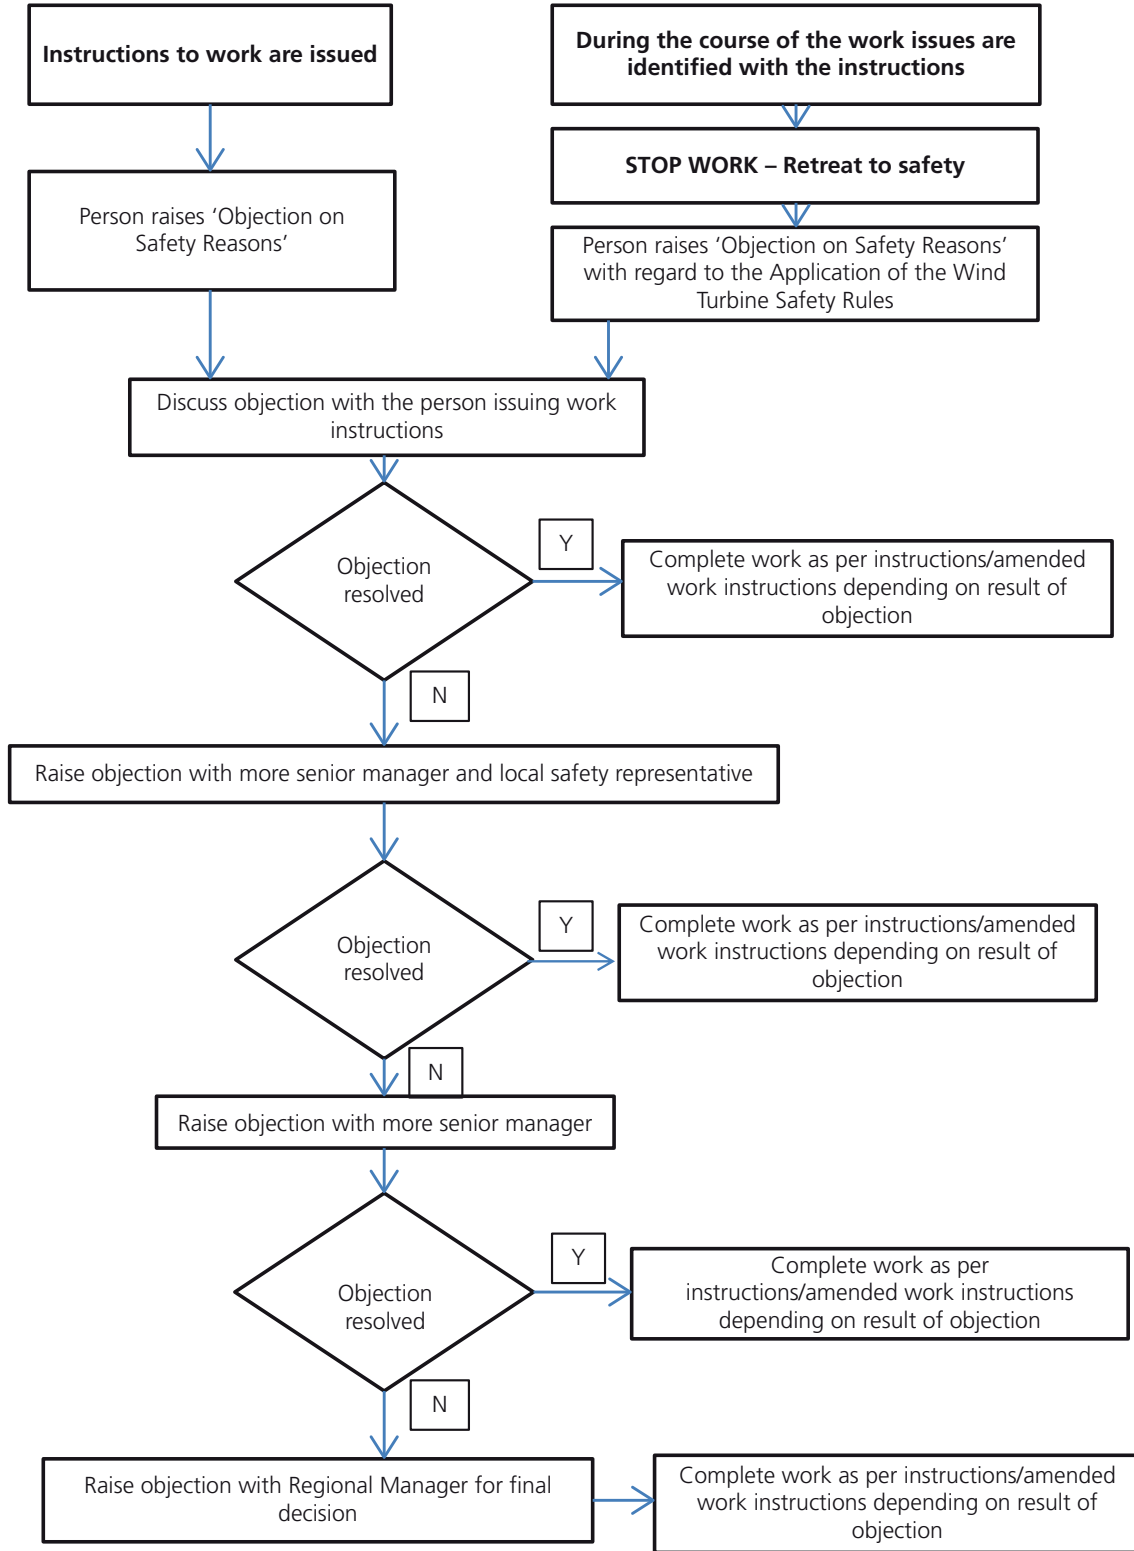 Instructions to work are issued
During the course of the work issues are
identified with the instructions
STOP WORK – Retreat to safety
Person raises ‘Objection on
Safety Reasons’
Person raises ‘Objection on Safety Reasons’
with regard to the Application of the Wind
Turbine Safety Rules
Discuss objection with the person issuing work
instructions
Objection
resolved
Y
Complete work as per instructions/amended
work instructions depending on result of
objection
N
Raise objection with more senior manager and local safety representative
Objection
resolved
Y
Complete work as per instructions/amended
work instructions depending on result of
objection
N
Raise objection with more senior manager
Objection
resolved
Y
Complete work as per
instructions/amended work instructions
depending on result of objection
N
Raise objection with Regional Manager for final
decision
Complete work as per instructions/amended
work instructions depending on result of
objection